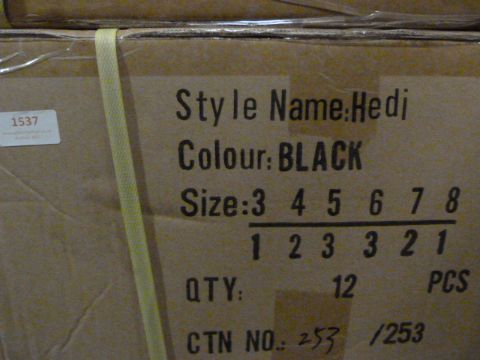 1537
Style Name:Hedi
Colour: BLACK
Size: 3 4 5 6 7 8
1 2 3 3 2 1
QTY: 12 PCS
CTN NO.: 253 /253